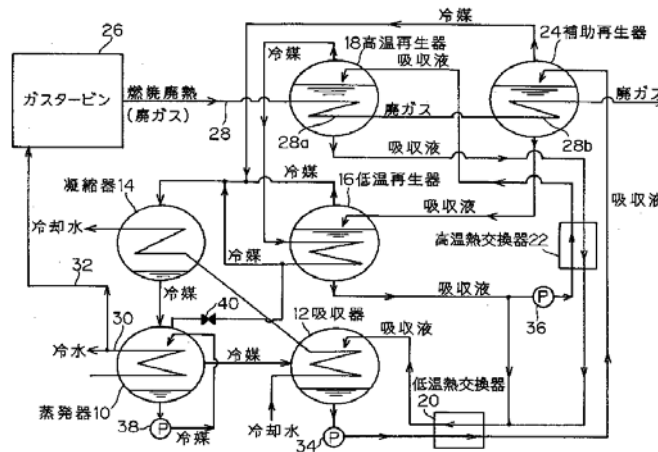 26
ガスタービン
燃焼廃熱
(廃ガス)
28
冷媒
冷媒
18高温再生器
吸収液
24補助再生器
廃ガス
廃ガス
28a
28b
吸収液
吸収液
冷媒
16低温再生器
吸収液
高温熱交換器22
凝縮器14
冷却水
冷媒
32
冷媒
40
吸収液
P
36
12吸収器
吸収液
30
冷水
冷媒
低温熱交換器
20
蒸発器10
38
P
冷媒
冷却水
34
P